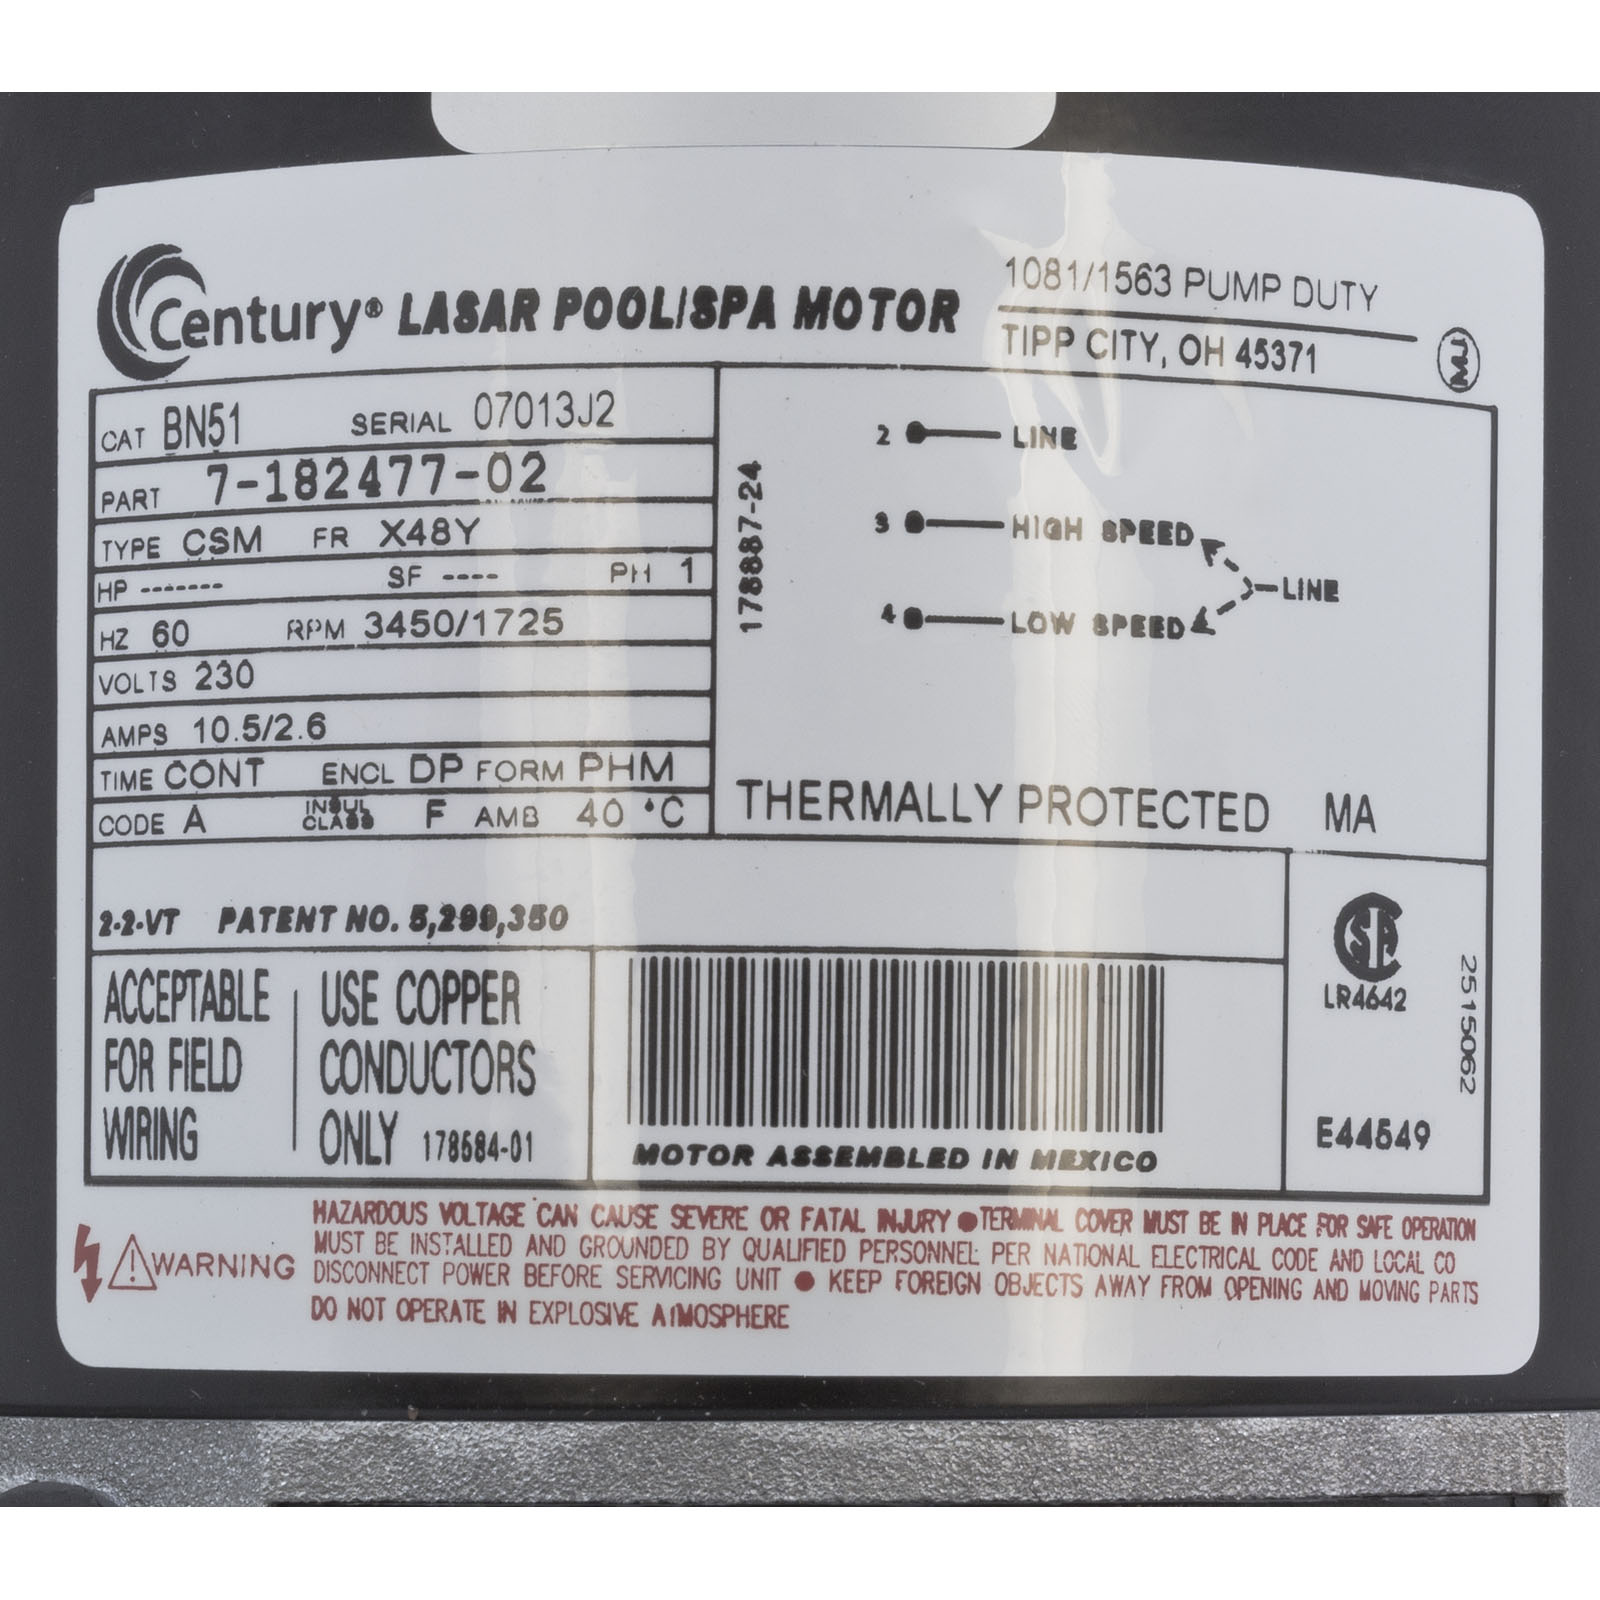 Century® LASAR POOL/SPA MOTOR
1081/1563 PUMP DUTY
TIPP CITY, OH 45371
CAT BN51 SERIAL 07013J2
PART 7-182477-02
TYPE CSM FR X48Y
HP ------- SF ---- PH 1
HZ 60 RPM 3450/1725
VOLTS 230
AMPS 10.5/2.6
TIME CONT ENCL DP FORM PHM
CODE A INSUL CLASS F AMB 40 °C
178887-24
2 LINE
3 HIGH SPEED
LINE
4 LOW SPEED
THERMALLY PROTECTED MA
2-2-VT PATENT NO. 5,299,350
ACCEPTABLE
FOR FIELD
WIRING
USE COPPER
CONDUCTORS
ONLY 178584-01
MOTOR ASSEMBLED IN MEXICO
LR4642
2515062
E44549
WARNING
HAZARDOUS VOLTAGE CAN CAUSE SEVERE OR FATAL INJURY ●TERMINAL COVER MUST BE IN PLACE FOR SAFE OPERATION
MUST BE INSTALLED AND GROUNDED BY QUALIFIED PERSONNEL PER NATIONAL ELECTRICAL CODE AND LOCAL CO
DISCONNECT POWER BEFORE SERVICING UNIT ● KEEP FOREIGN OBJECTS AWAY FROM OPENING AND MOVING PARTS
DO NOT OPERATE IN EXPLOSIVE ATMOSPHERE